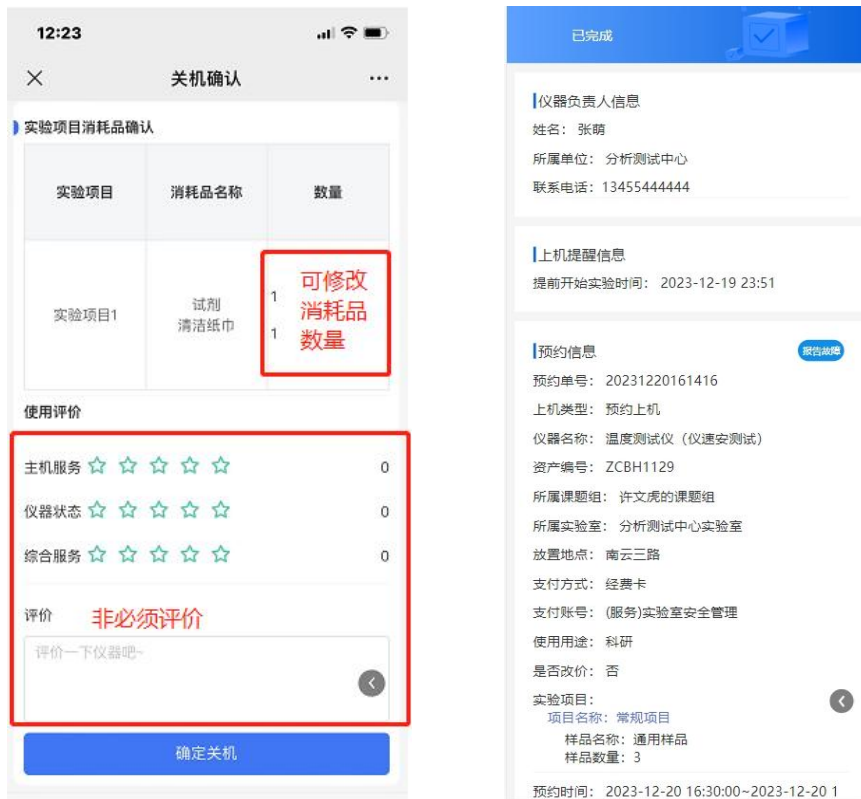 12:23
关机确认
实验项目消耗品确认
实验项目 消耗品名称 数量
实验项目1
试剂
清洁纸巾
1
1
可修改
消耗品
数量
使用评价
主机服务 0
仪器状态 0
综合服务 0
评价
非必须评价
评价一下仪器吧~
确定关机
已完成
仪器负责人信息
姓名: 张萌
所属单位: 分析测试中心
联系电话: 13455444444
上机提醒信息
提前开始实验时间: 2023-12-19 23:51
预约信息 报告故障
预约单号: 20231220161416
上机类型: 预约上机
仪器名称: 温度测试仪（仪速安测试）
资产编号: ZCBH1129
所属课题组: 许文虎的课题组
所属实验室: 分析测试中心实验室
放置地点: 南云三路
支付方式: 经费卡
支付账号: (服务)实验室安全管理
使用用途: 科研
是否改价: 否
实验项目:
项目名称: 常规项目
样品名称: 通用样品
样品数量: 3
预约时间: 2023-12-20 16:30:00~2023-12-20 1